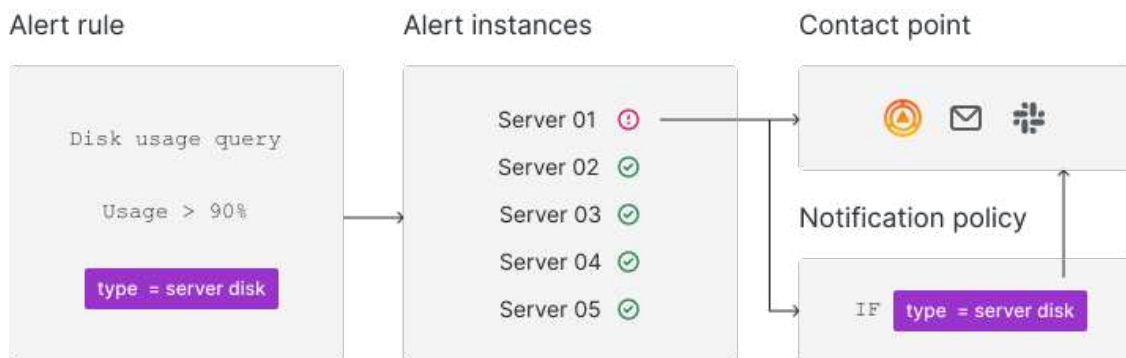 Alert rule
Disk usage query
Usage > 90%
type = server disk
Alert instances
Server 01
Server 02
Server 03
Server 04
Server 05
Contact point
Notification policy
IF type = server disk